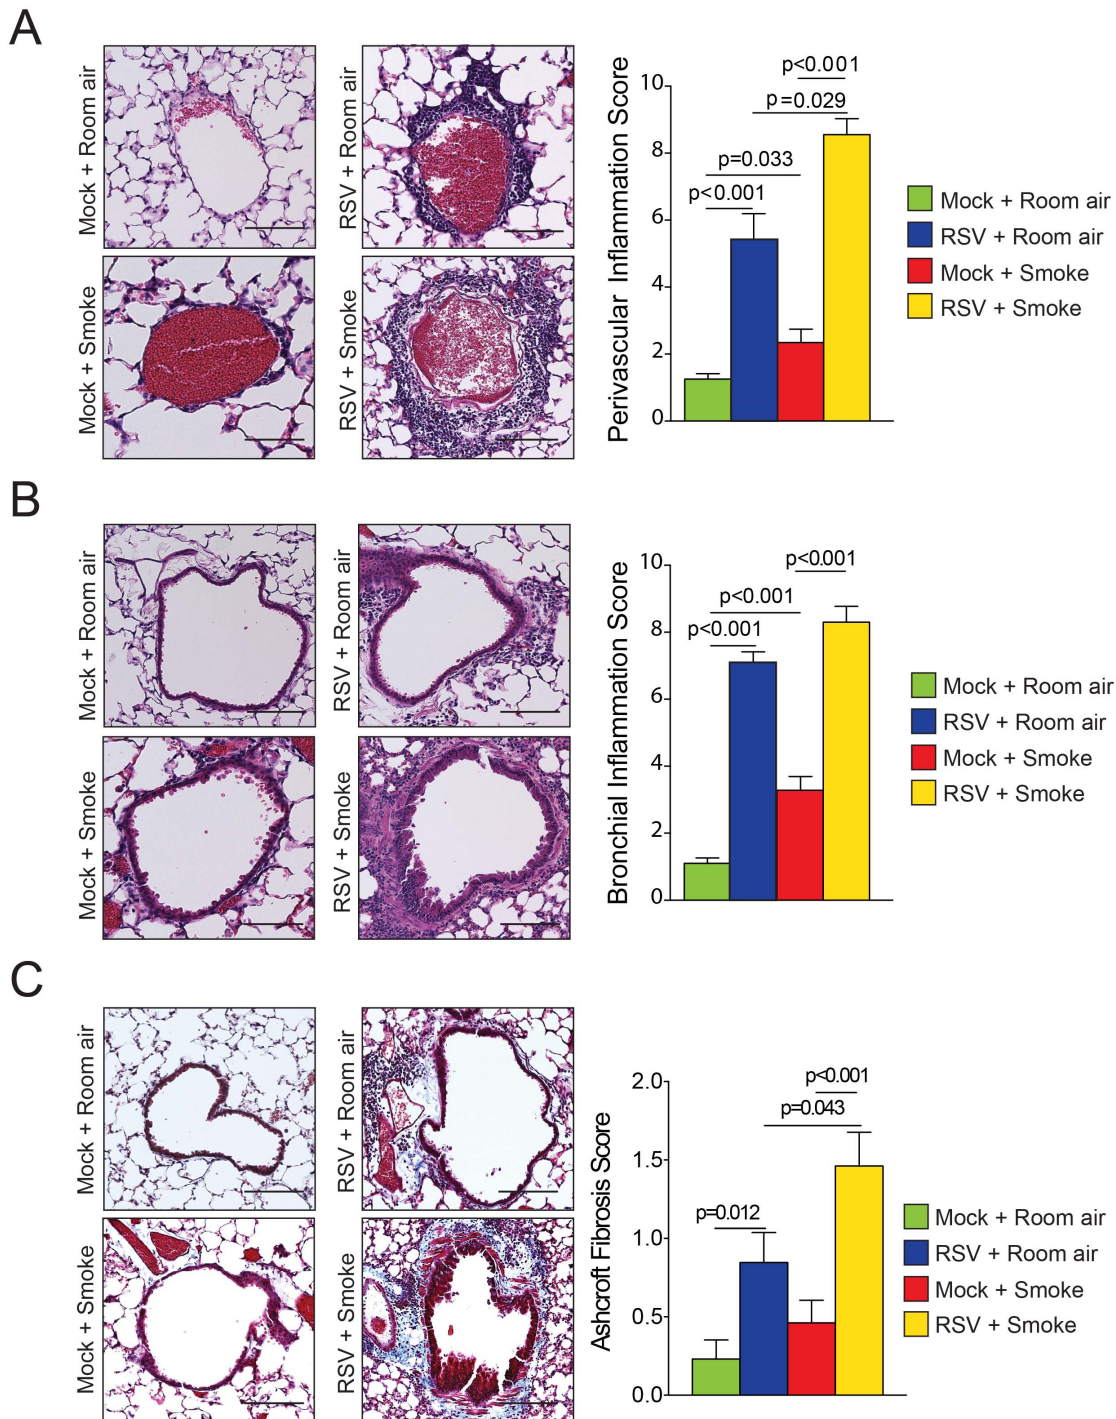 A
Mock + Room air
RSV + Room air
Mock + Smoke
RSV + Smoke
Perivascular Inflammation Score
10
8
6
4
2
0
p<0.001
p=0.029
p=0.033
p<0.001
Mock + Room air
RSV + Room air
Mock + Smoke
RSV + Smoke
B
Mock + Room air
RSV + Room air
Mock + Smoke
RSV + Smoke
Bronchial Inflammation Score
10
8
6
4
2
0
p<0.001
p<0.001
p<0.001
Mock + Room air
RSV + Room air
Mock + Smoke
RSV + Smoke
C
Mock + Room air
RSV + Room air
Mock + Smoke
RSV + Smoke
Ashcroft Fibrosis Score
2.0
1.5
1.0
0.5
0.0
p<0.001
p=0.043
p=0.012
Mock + Room air
RSV + Room air
Mock + Smoke
RSV + Smoke